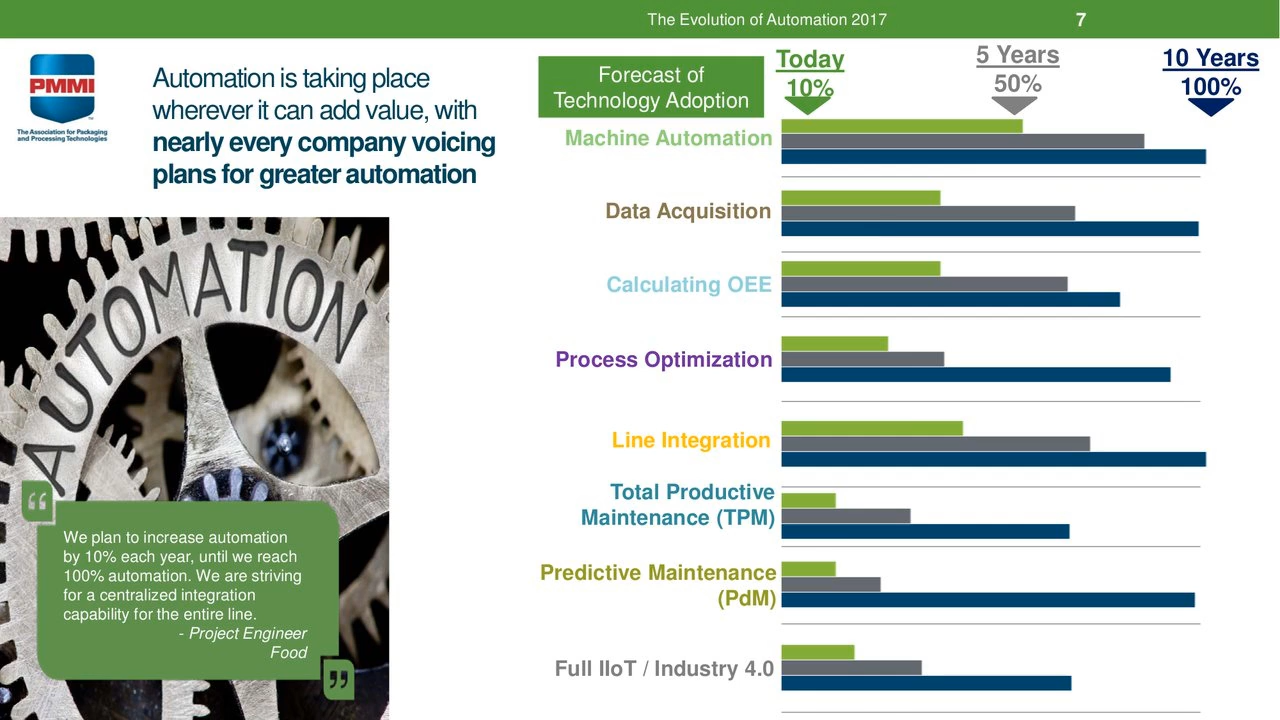 The Evolution of Automation 2017
7
PMMI
TM
The Association for Packaging
and Processing Technologies
Automation is taking place
wherever it can add value, with
nearly every company voicing
plans for greater automation
AUTOMATION
“
We plan to increase automation
by 10% each year, until we reach
100% automation. We are striving
for a centralized integration
capability for the entire line.
- Project Engineer
Food
”
Forecast of
Technology Adoption
Today
10%
5 Years
50%
10 Years
100%
Machine Automation
Data Acquisition
Calculating OEE
Process Optimization
Line Integration
Total Productive
Maintenance (TPM)
Predictive Maintenance
(PdM)
Full IIoT / Industry 4.0